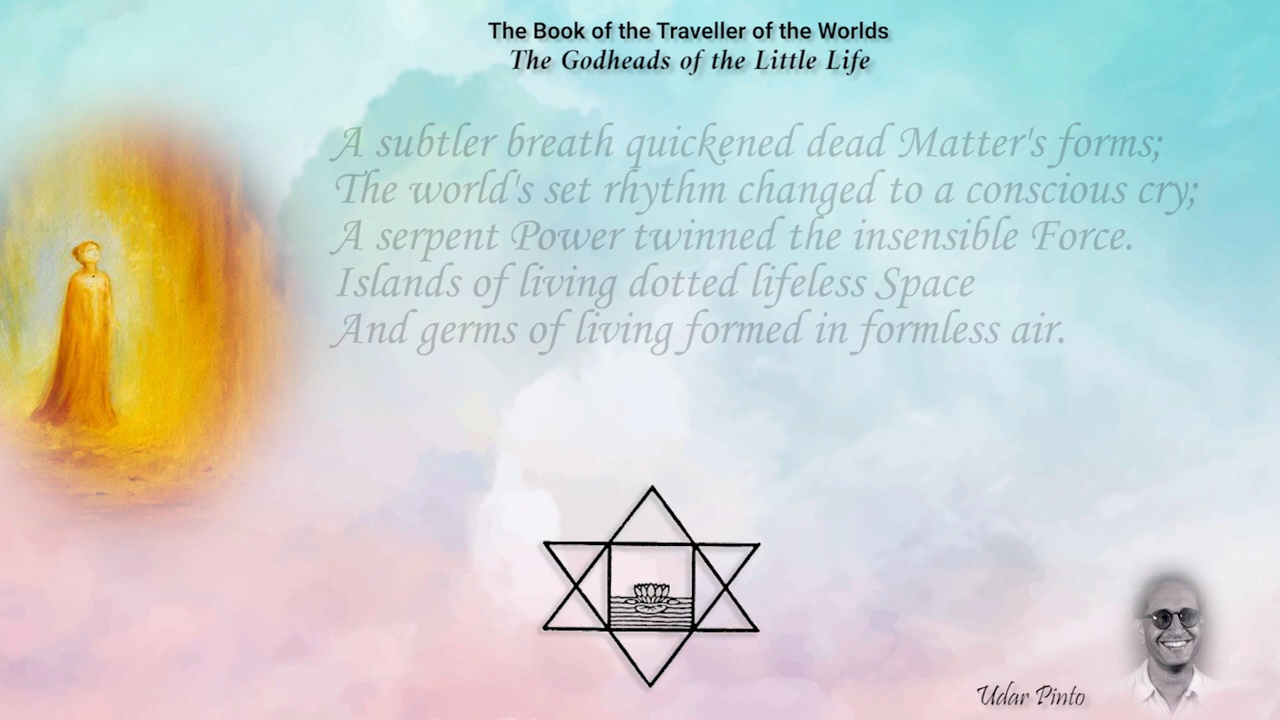 The Book of the Traveller of the Worlds
The Godheads of the Little Life
A subtler breath quickened dead Matter's forms;
The world's set rhythm changed to a conscious cry;
A serpent Power twinned the insensible Force.
Islands of living dotted lifeless Space
And germs of living formed in formless air.
Udar Pinto